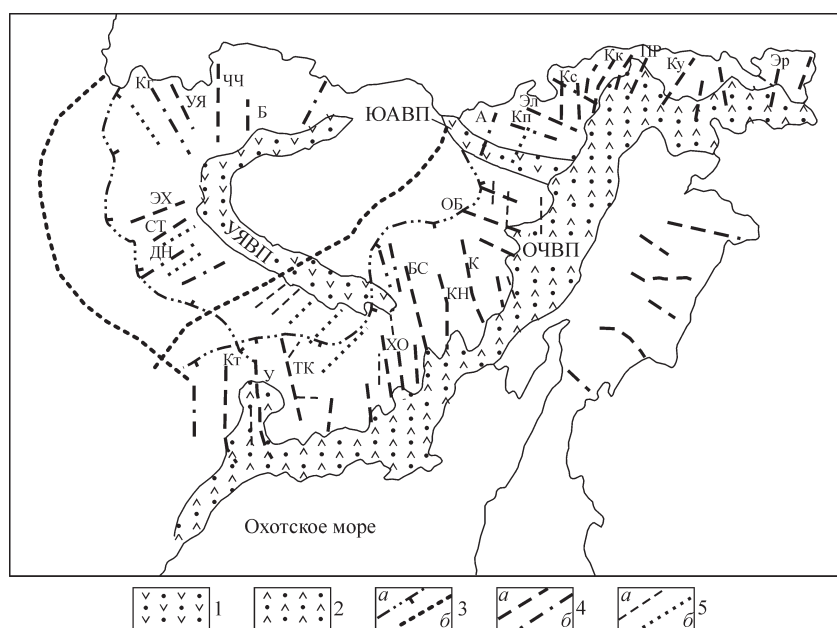 Кг
УЯ
ЧЧ
Б
ЮАВП
А
Эл
Кп
Кс
Кк
ПР
Ку
Эр
ЭХ
СТ
ДН
УЯВП
ОБ
ОЧВП
БС
К
КН
ХО
Кт
У
ТК
Охотское море
1
2
а
б
3
а
б
4
а
б
5